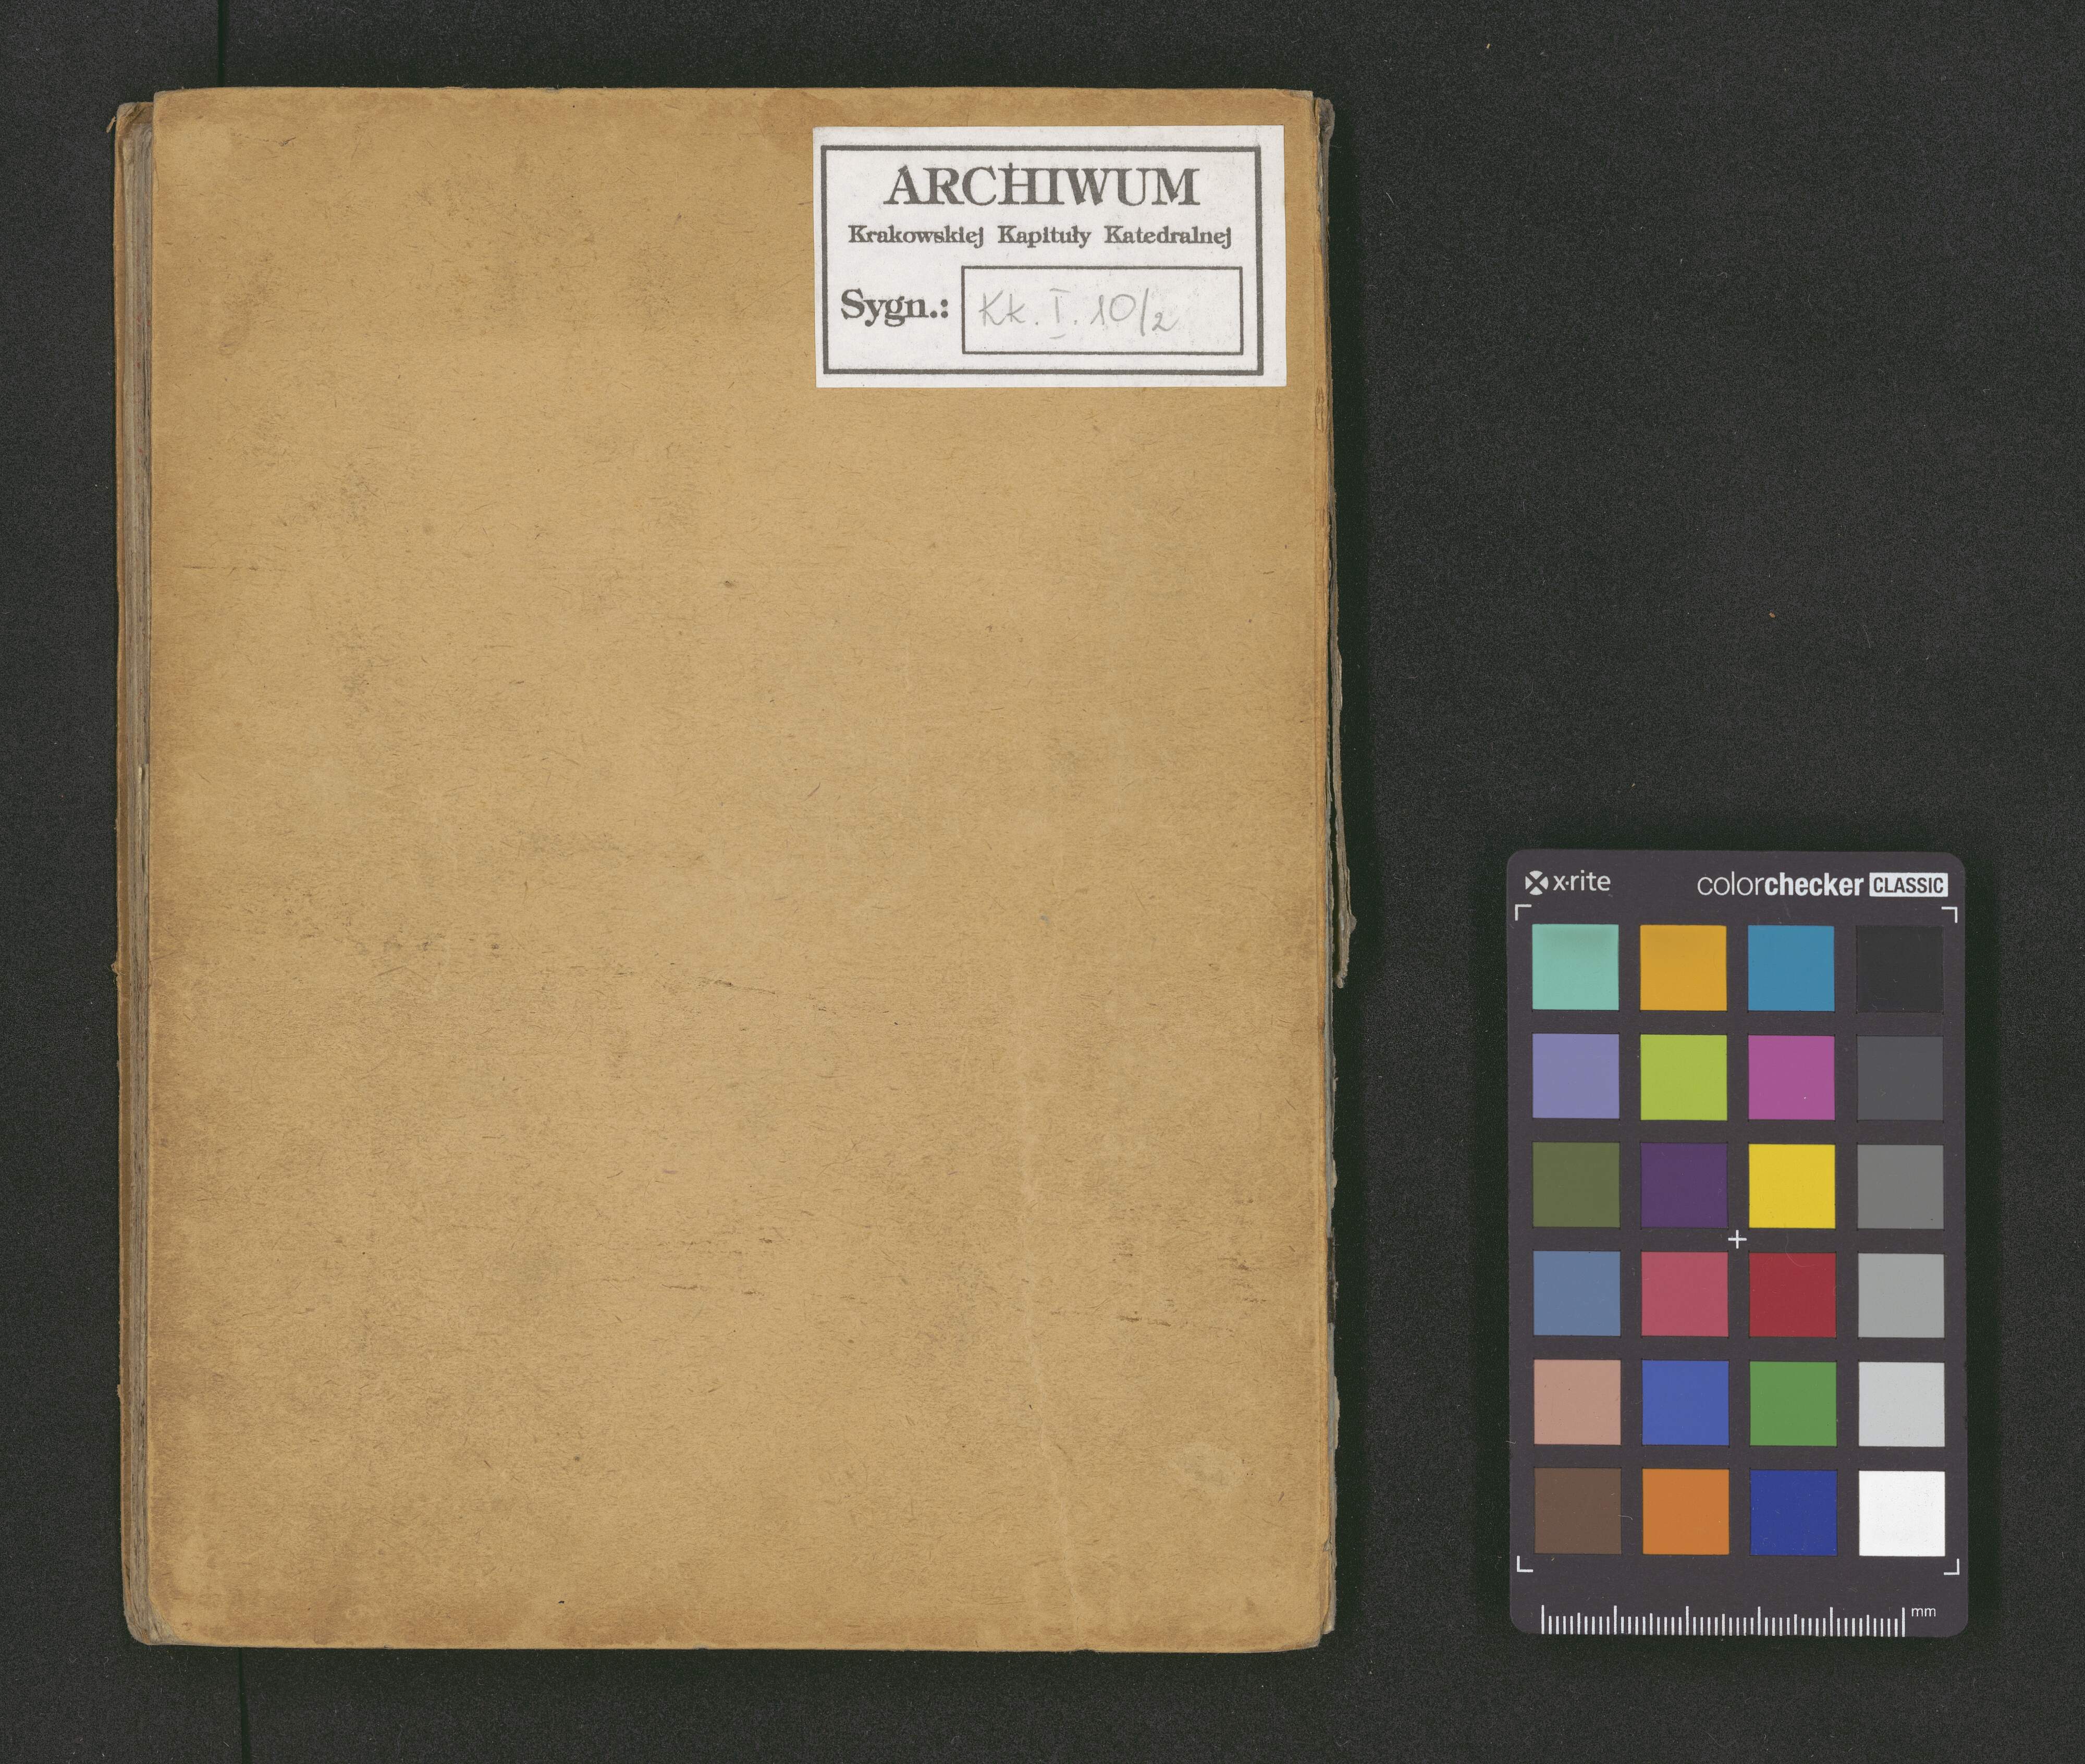 ARCHIWUM
Krakowskiej Kapituły Katedralnej
Sygn.: Kk. I. 10/2
x·rite colorchecker CLASSIC
mm